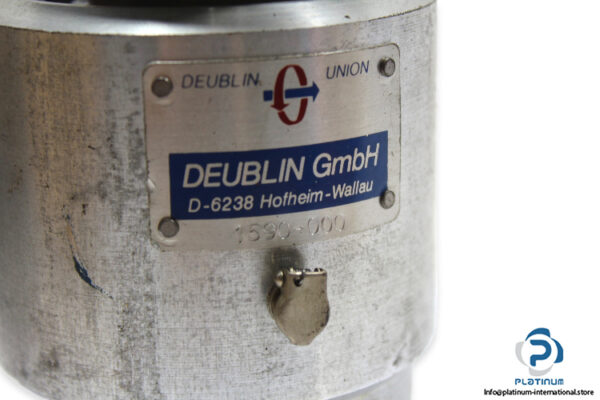 DEUBLIN UNION
DEUBLIN GmbH
D-6238 Hofheim-Wallau
1590-000
PLATINUM
Info@platinum-international.store